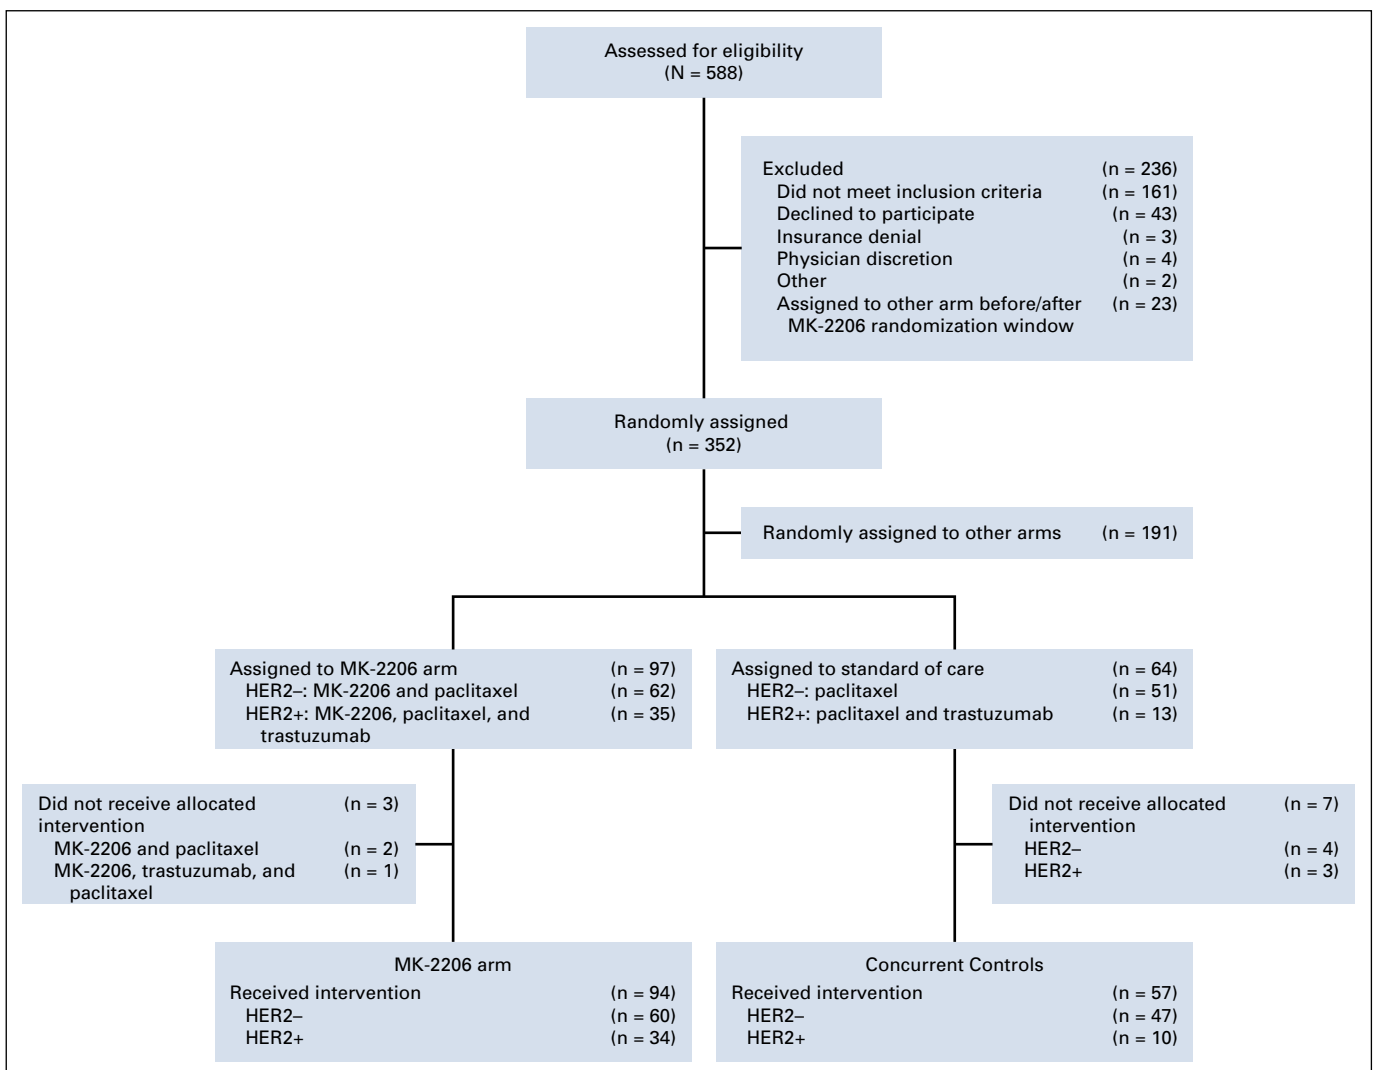 Assessed for eligibility
(N = 588)
Excluded (n = 236)
Did not meet inclusion criteria (n = 161)
Declined to participate (n = 43)
Insurance denial (n = 3)
Physician discretion (n = 4)
Other (n = 2)
Assigned to other arm before/after (n = 23)
MK-2206 randomization window
Randomly assigned
(n = 352)
Randomly assigned to other arms (n = 191)
Assigned to MK-2206 arm (n = 97)
HER2–: MK-2206 and paclitaxel (n = 62)
HER2+: MK-2206, paclitaxel, and (n = 35)
trastuzumab
Assigned to standard of care (n = 64)
HER2–: paclitaxel (n = 51)
HER2+: paclitaxel and trastuzumab (n = 13)
Did not receive allocated (n = 3)
intervention
MK-2206 and paclitaxel (n = 2)
MK-2206, trastuzumab, and (n = 1)
paclitaxel
Did not receive allocated (n = 7)
intervention
HER2– (n = 4)
HER2+ (n = 3)
MK-2206 arm
Received intervention (n = 94)
HER2– (n = 60)
HER2+ (n = 34)
Concurrent Controls
Received intervention (n = 57)
HER2– (n = 47)
HER2+ (n = 10)